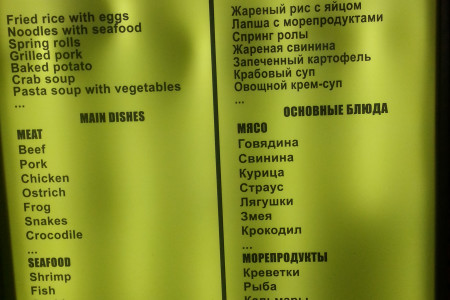 Fried rice with eggs
Noodles with seafood
Spring rolls
Grilled pork
Baked potato
Crab soup
Pasta soup with vegetables
...
MAIN DISHES
MEAT
Beef
Pork
Chicken
Ostrich
Frog
Snakes
Crocodile
...
SEAFOOD
Shrimp
Fish
Жареный рис с яйцом
Лапша с морепродуктами
Спринг ролы
Жареная свинина
Запеченный картофель
Крабовый суп
Овощной крем-суп
...
ОСНОВНЫЕ БЛЮДА
МЯСО
Говядина
Свинина
Курица
Страус
Лягушки
Змея
Крокодил
...
МОРЕПРОДУКТЫ
Креветки
Рыба
Кальмары